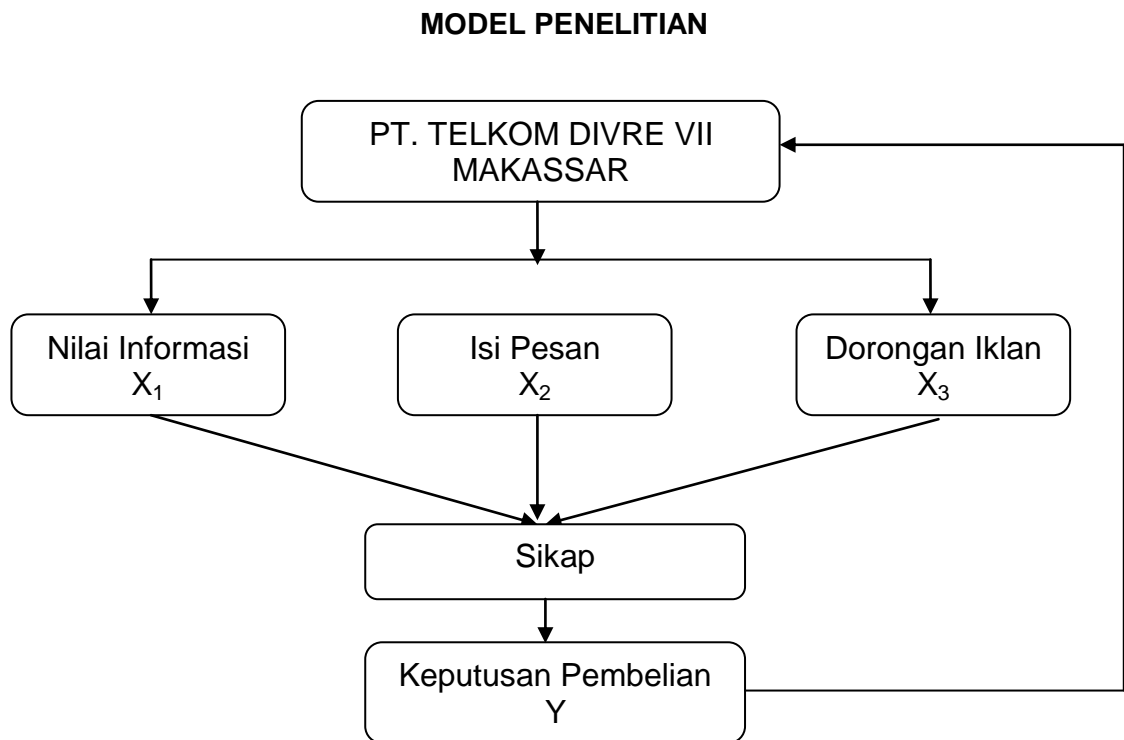 MODEL PENELITIAN
PT. TELKOM DIVRE VII
MAKASSAR
Nilai Informasi
X₁
Isi Pesan
X₂
Dorongan Iklan
X₃
Sikap
Keputusan Pembelian
Y